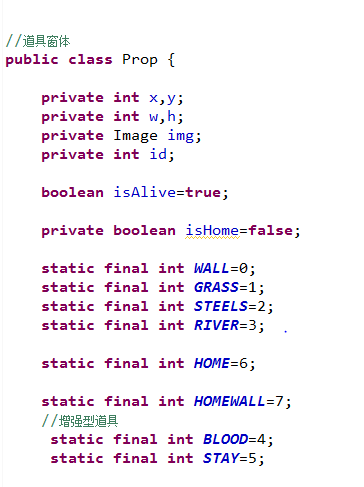 //道具窗体
public class Prop {
private int x,y;
private int w,h;
private Image img;
private int id;
boolean isAlive=true;
private boolean isHome=false;
static final int WALL=0;
static final int GRASS=1;
static final int STEELS=2;
static final int RIVER=3;
static final int HOME=6;
static final int HOMEWALL=7;
//增强型道具
static final int BLOOD=4;
static final int STAY=5;